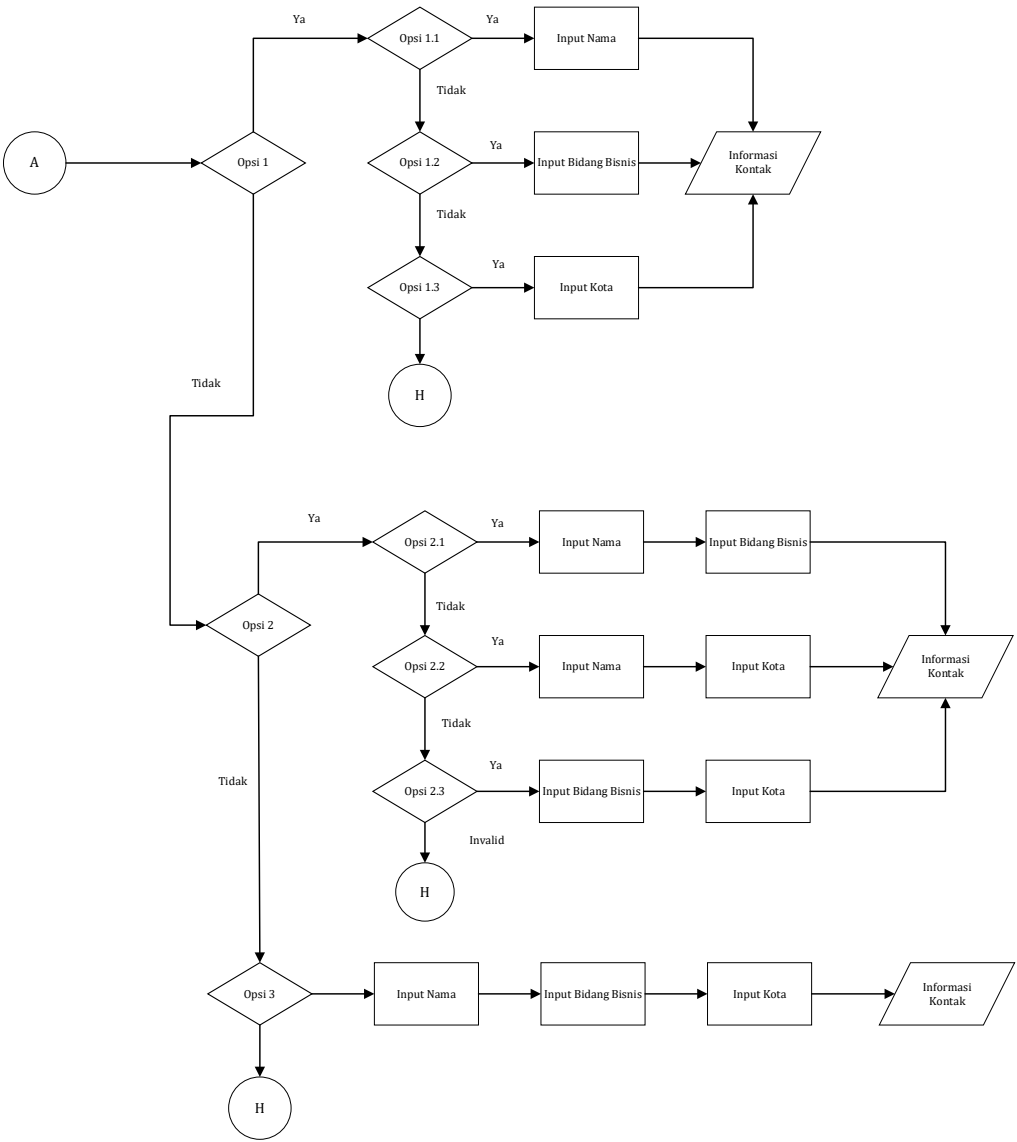 Ya
Opsi 1.1
Ya
Input Nama
Tidak
A
Opsi 1
Opsi 1.2
Ya
Input Bidang Bisnis
Informasi
Kontak
Tidak
Opsi 1.3
Ya
Input Kota
Tidak
H
Ya
Opsi 2.1
Ya
Input Nama
Input Bidang Bisnis
Tidak
Opsi 2
Opsi 2.2
Ya
Input Nama
Input Kota
Informasi
Kontak
Tidak
Tidak
Opsi 2.3
Ya
Input Bidang Bisnis
Input Kota
Invalid
H
Opsi 3
Input Nama
Input Bidang Bisnis
Input Kota
Informasi
Kontak
H